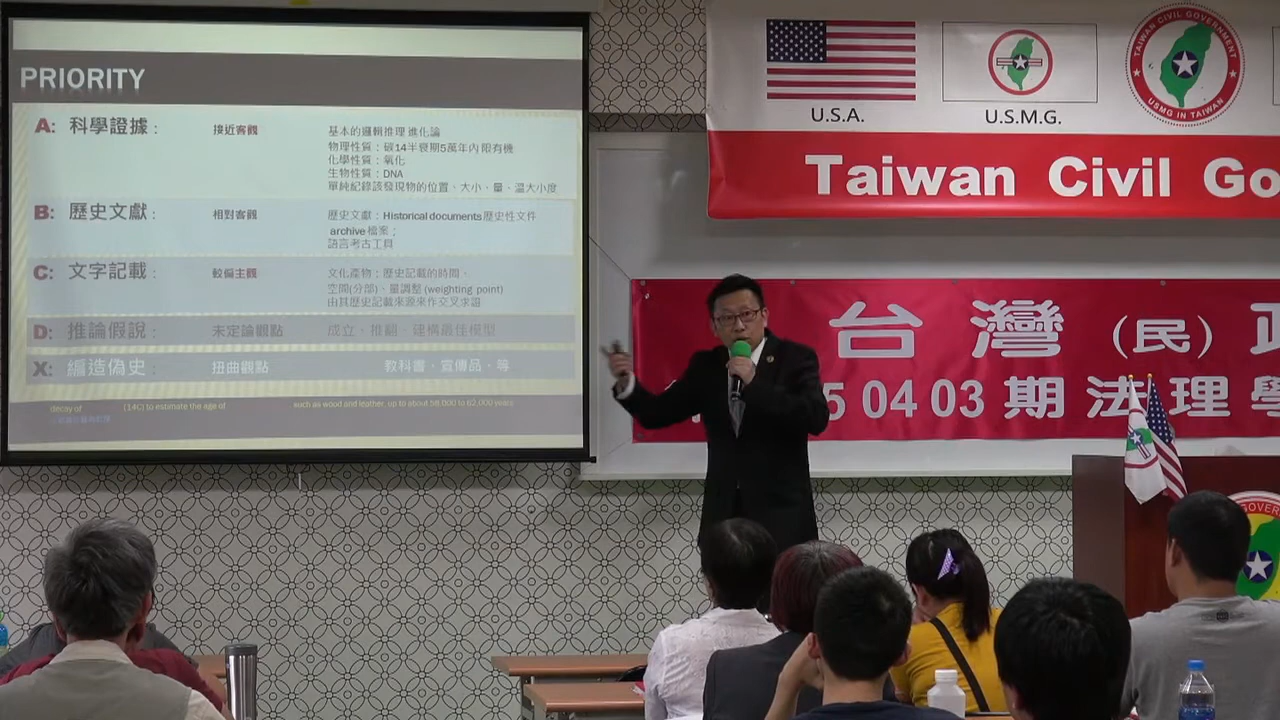 PRIORITY
A: 科學證據: 接近客觀 基本的邏輯推理 進化論
物理性質:碳14半衰期5萬年內 限有機
化學性質:氧化
生物性質:DNA
單純紀錄該發現物的位置、大小、量、溫大小度
B: 歷史文獻: 相對客觀 歷史文獻:Historical documents 歷史性文件
archive 檔案;
語言考古工具
C: 文字記載: 較偏主觀 文化產物:歷史記載的時間、
空間(分部)、量調整 (weighting point)
由其歷史記載來源來作交叉求證
D: 推論假說: 未定論觀點 成立、推翻、建構最佳模型
X: 編造偽史: 扭曲觀點 教科書,宣傳品,等
decay of (14C) to estimate the age of such as wood and leather, up to about 58,000 to 62,000 years
U.S.A.
U.S.M.G.
TAIWAN CIVIL GOVERNMENT
USMG IN TAIWAN
Taiwan Civil Go
台灣(民)政
5 04 03 期法理學
GOVER